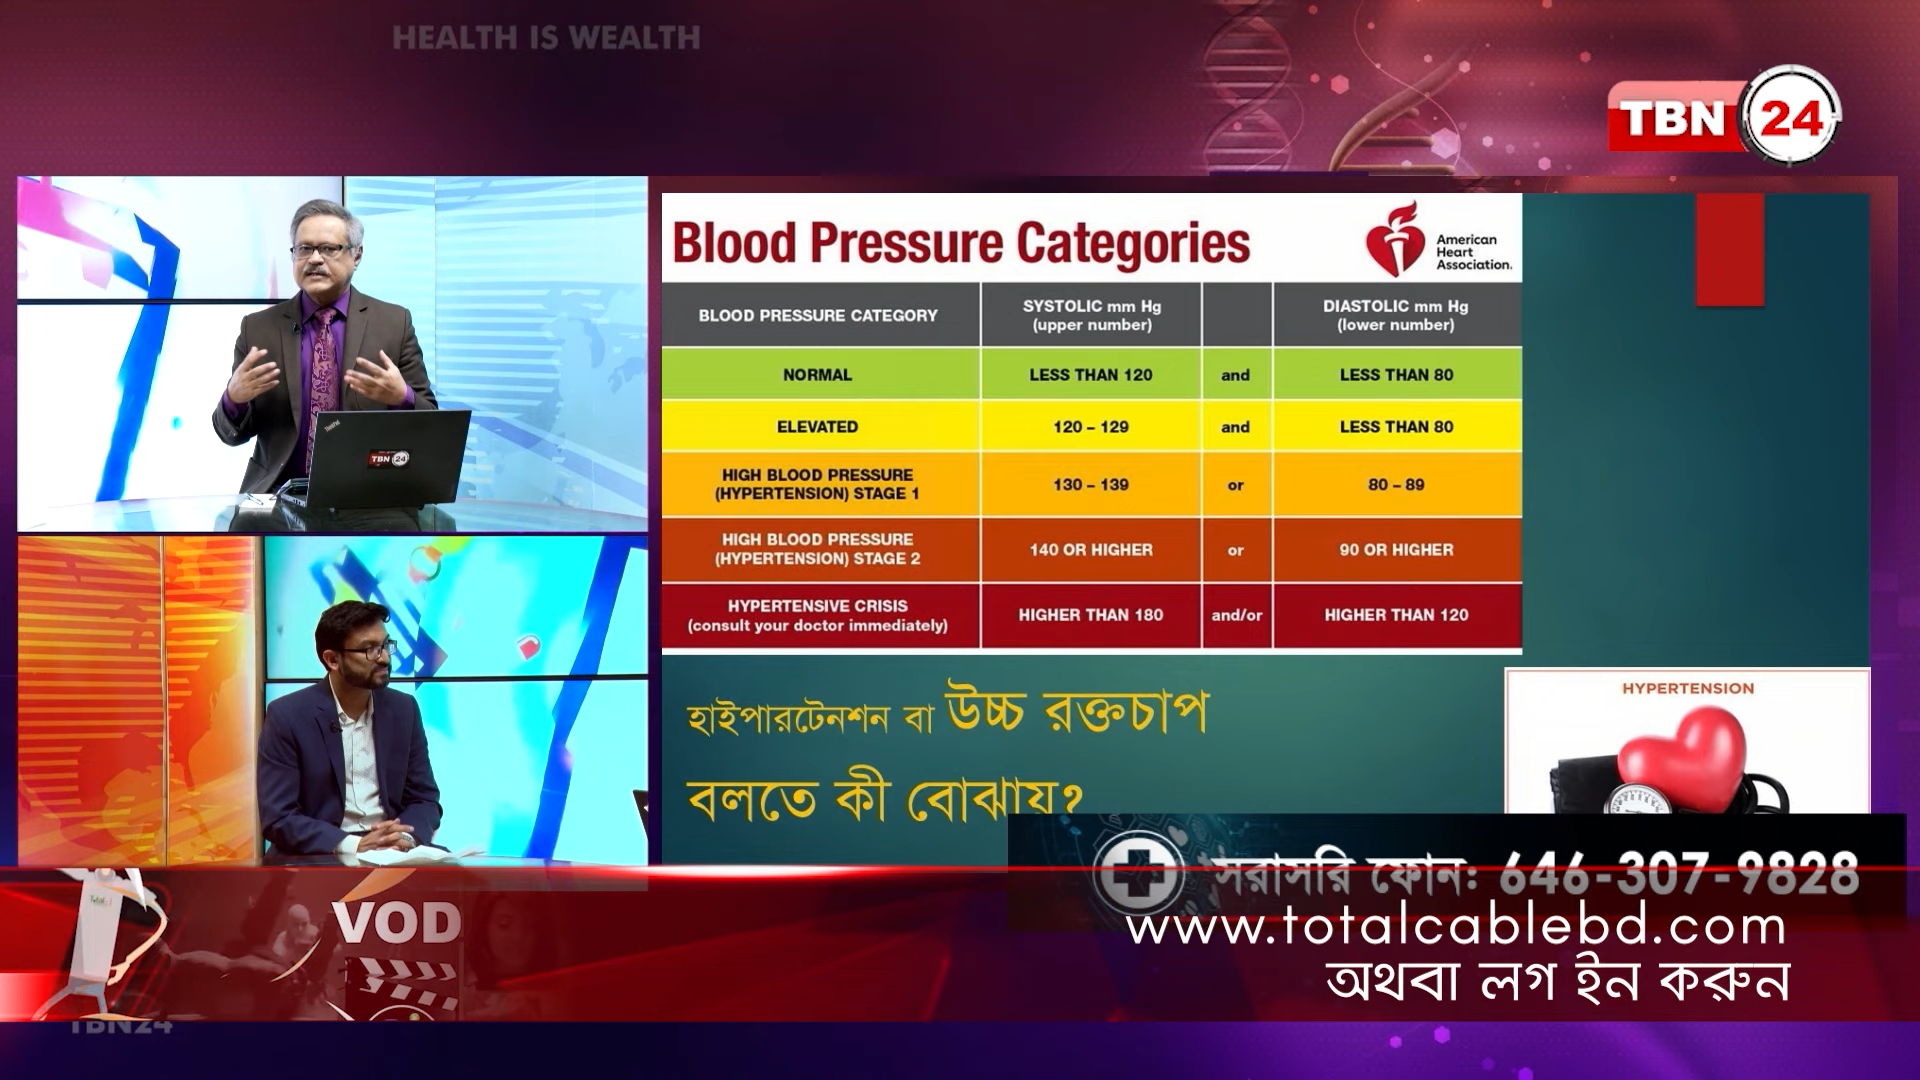 HEALTH IS WEALTH
TBN 24
Blood Pressure Categories
American
Heart
Association.
BLOOD PRESSURE CATEGORY
SYSTOLIC mm Hg
(upper number)
DIASTOLIC mm Hg
(lower number)
NORMAL
LESS THAN 120
and
LESS THAN 80
ELEVATED
120 – 129
and
LESS THAN 80
HIGH BLOOD PRESSURE
(HYPERTENSION) STAGE 1
130 – 139
or
80 – 89
HIGH BLOOD PRESSURE
(HYPERTENSION) STAGE 2
140 OR HIGHER
or
90 OR HIGHER
HYPERTENSIVE CRISIS
(consult your doctor immediately)
HIGHER THAN 180
and/or
HIGHER THAN 120
ThinkPad
TBN 24
হাইপারটেনশন বা উচ্চ রক্তচাপ
বলতে কী বোঝায়?
HYPERTENSION
সরাসরি ফোন: 646-307-9828
VOD
www.totalcablebd.com
অথবা লগ ইন করুন
TBN24